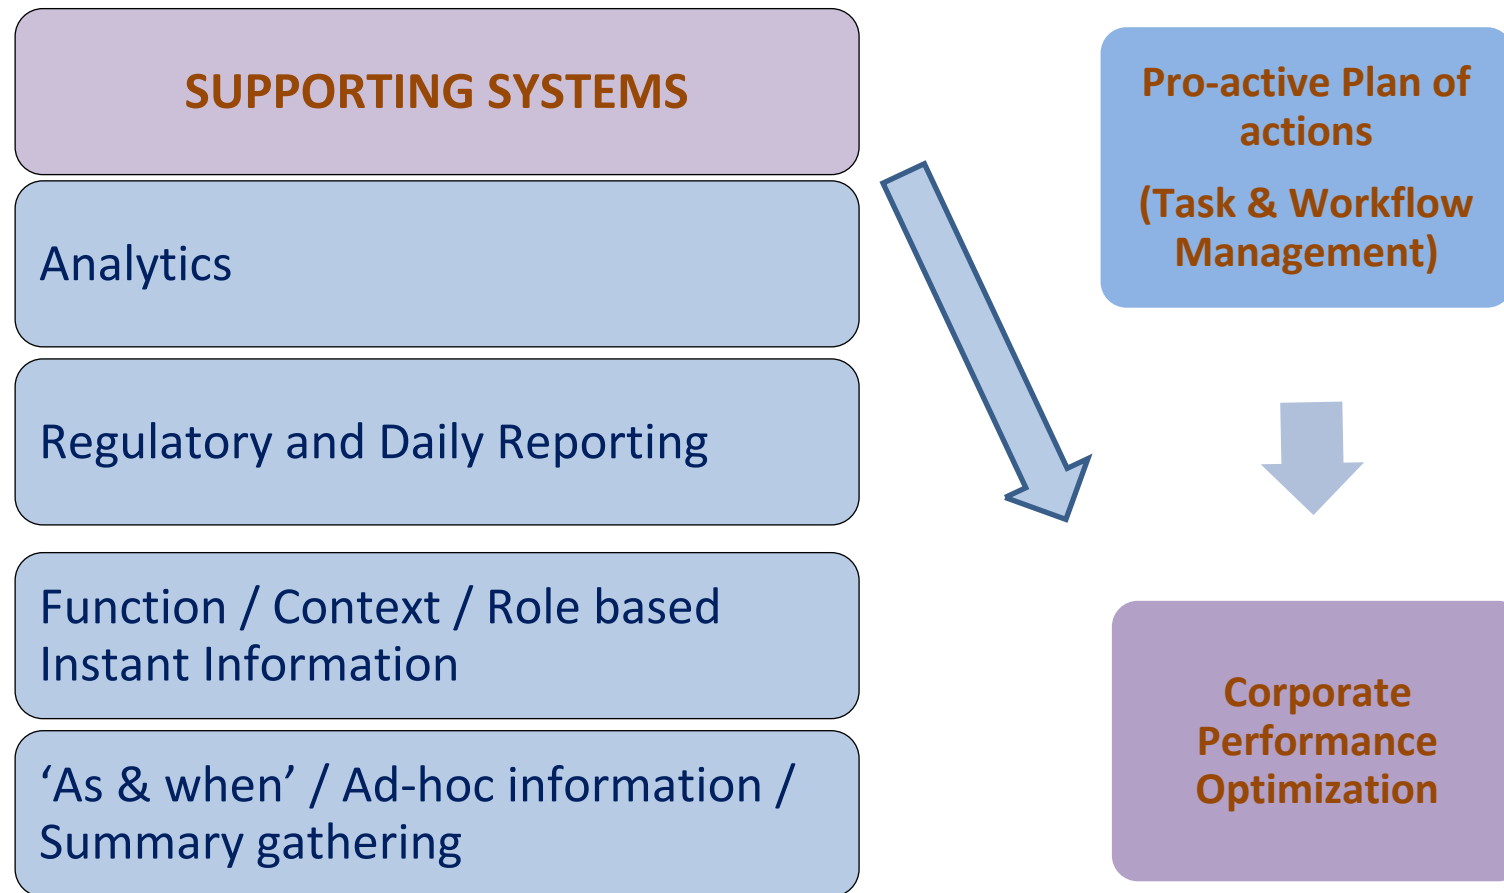 SUPPORTING SYSTEMS
Analytics
Regulatory and Daily Reporting
Function / Context / Role based
Instant Information
‘As & when’ / Ad-hoc information /
Summary gathering
Pro-active Plan of
actions
(Task & Workflow
Management)
Corporate
Performance
Optimization